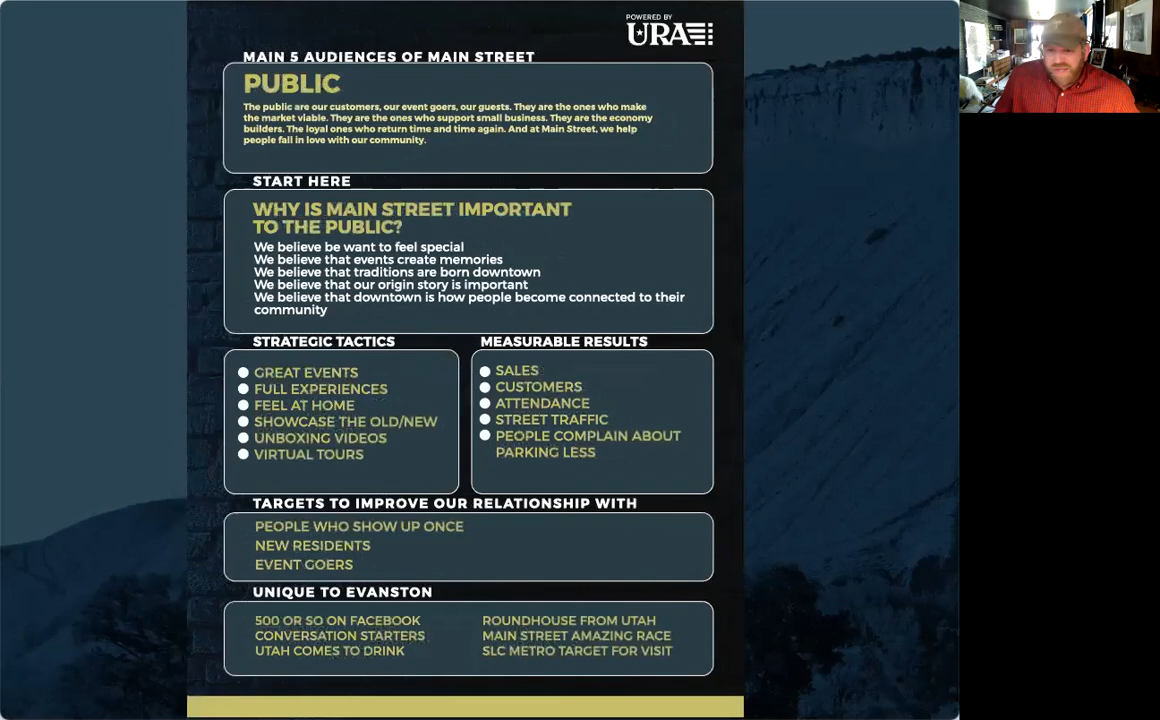 POWERED BY
URA
MAIN 5 AUDIENCES OF MAIN STREET
PUBLIC
The public are our customers, our event goers, our guests. They are the ones who make
the market viable. They are the ones who support small business. They are the economy
builders. The loyal ones who return time and time again. And at Main Street, we help
people fall in love with our community.
START HERE
WHY IS MAIN STREET IMPORTANT
TO THE PUBLIC?
We believe be want to feel special
We believe that events create memories
We believe that traditions are born downtown
We believe that our origin story is important
We believe that downtown is how people become connected to their
community
STRATEGIC TACTICS
GREAT EVENTS
FULL EXPERIENCES
FEEL AT HOME
SHOWCASE THE OLD/NEW
UNBOXING VIDEOS
VIRTUAL TOURS
MEASURABLE RESULTS
SALES
CUSTOMERS
ATTENDANCE
STREET TRAFFIC
PEOPLE COMPLAIN ABOUT
PARKING LESS
TARGETS TO IMPROVE OUR RELATIONSHIP WITH
PEOPLE WHO SHOW UP ONCE
NEW RESIDENTS
EVENT GOERS
UNIQUE TO EVANSTON
500 OR SO ON FACEBOOK
CONVERSATION STARTERS
UTAH COMES TO DRINK
ROUNDHOUSE FROM UTAH
MAIN STREET AMAZING RACE
SLC METRO TARGET FOR VISIT